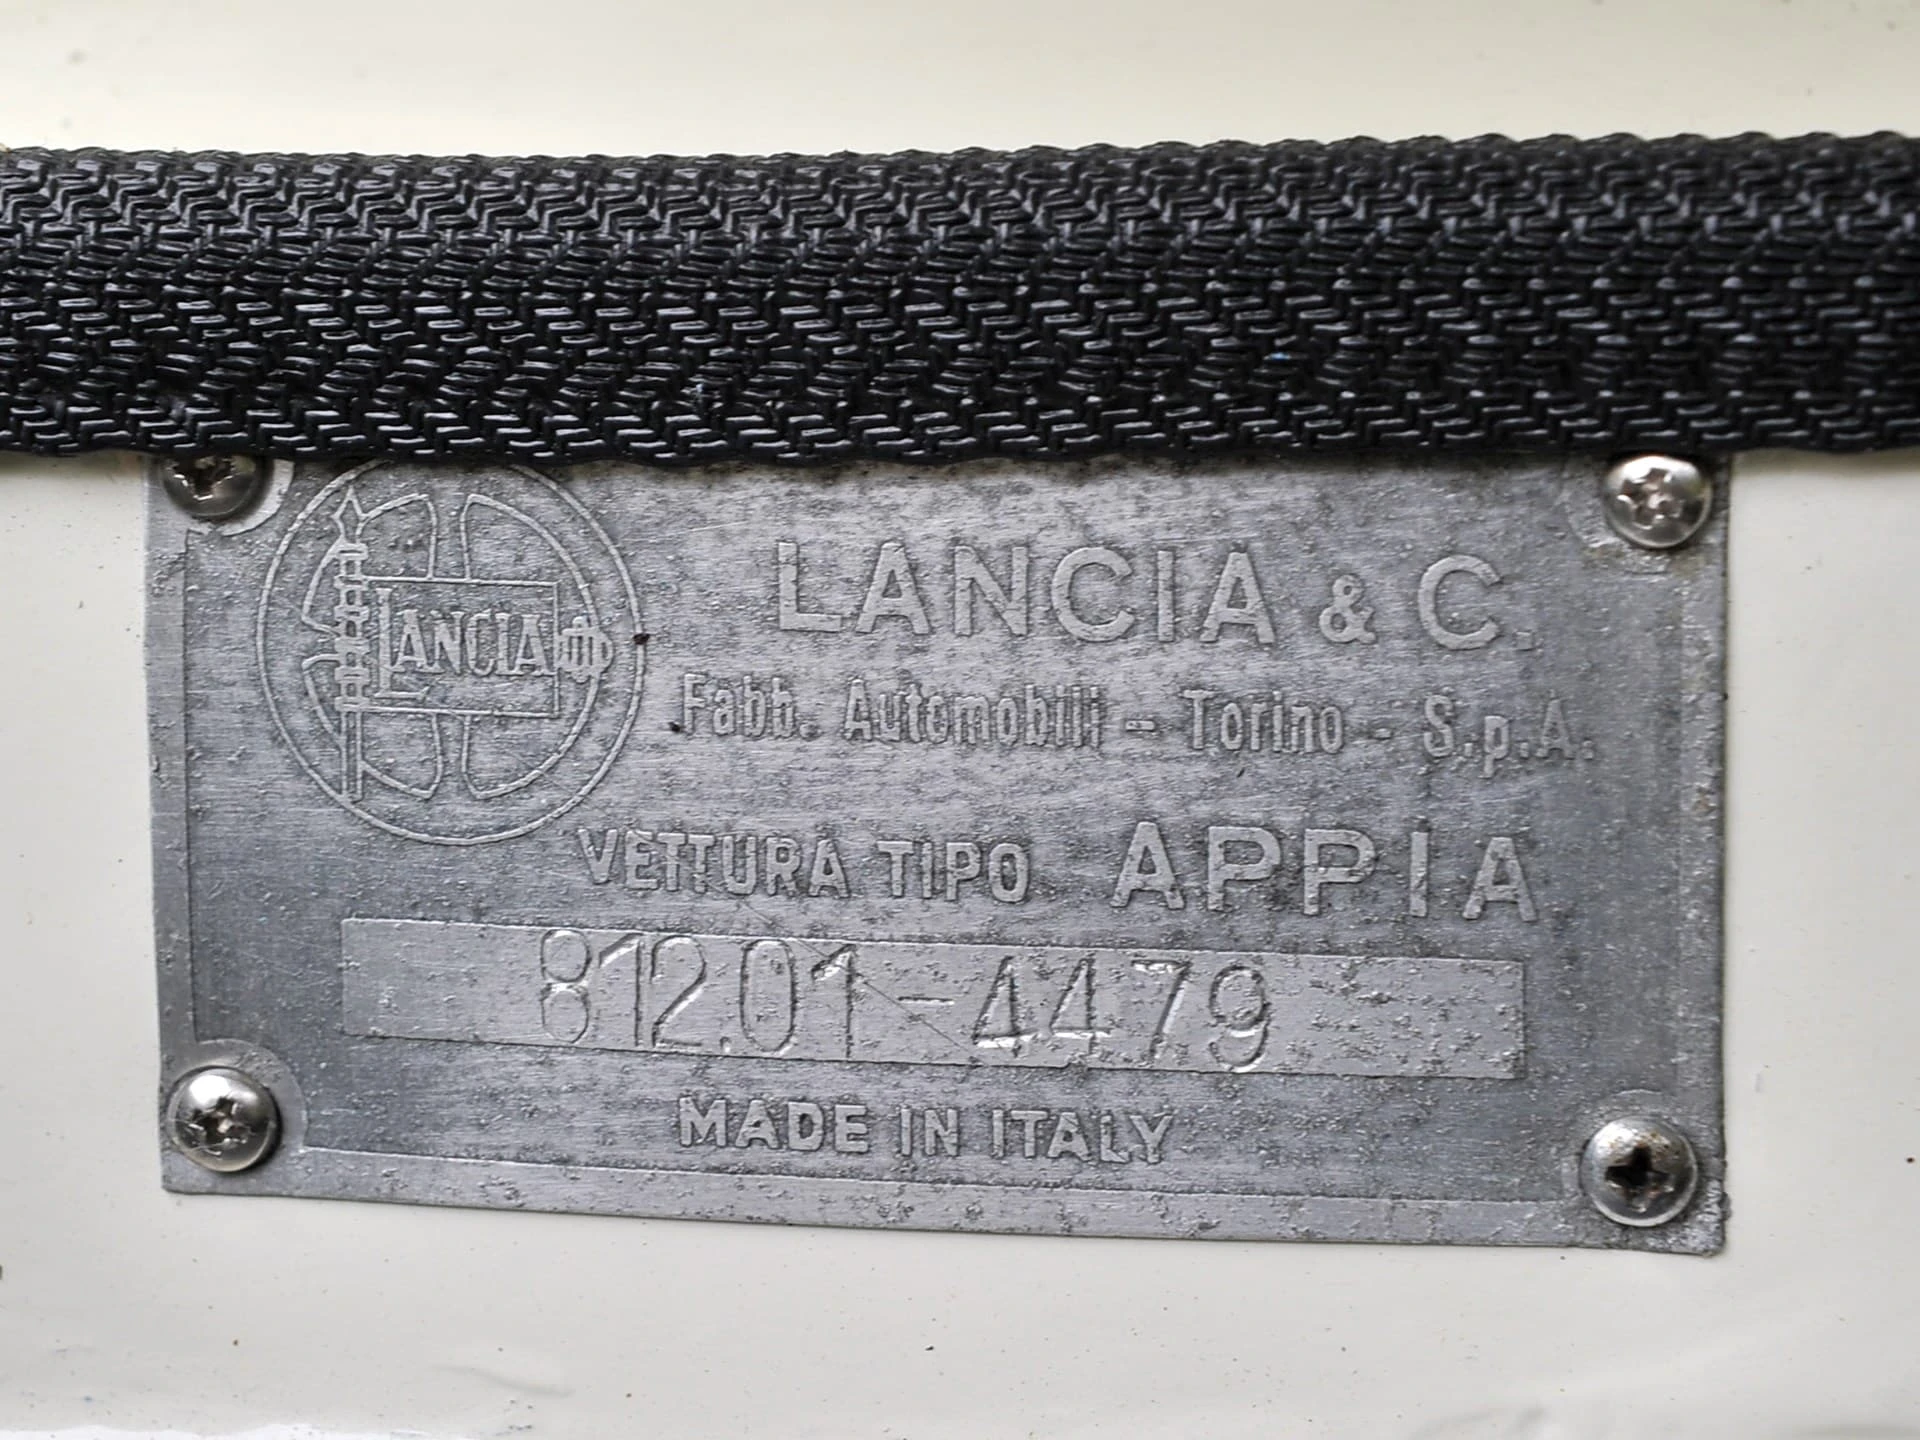 LANCIA
LANCIA & C.
Fabb. Automobili - Torino - S.p.A.
VETTURA TIPO APPIA
812.01-4479
MADE IN ITALY